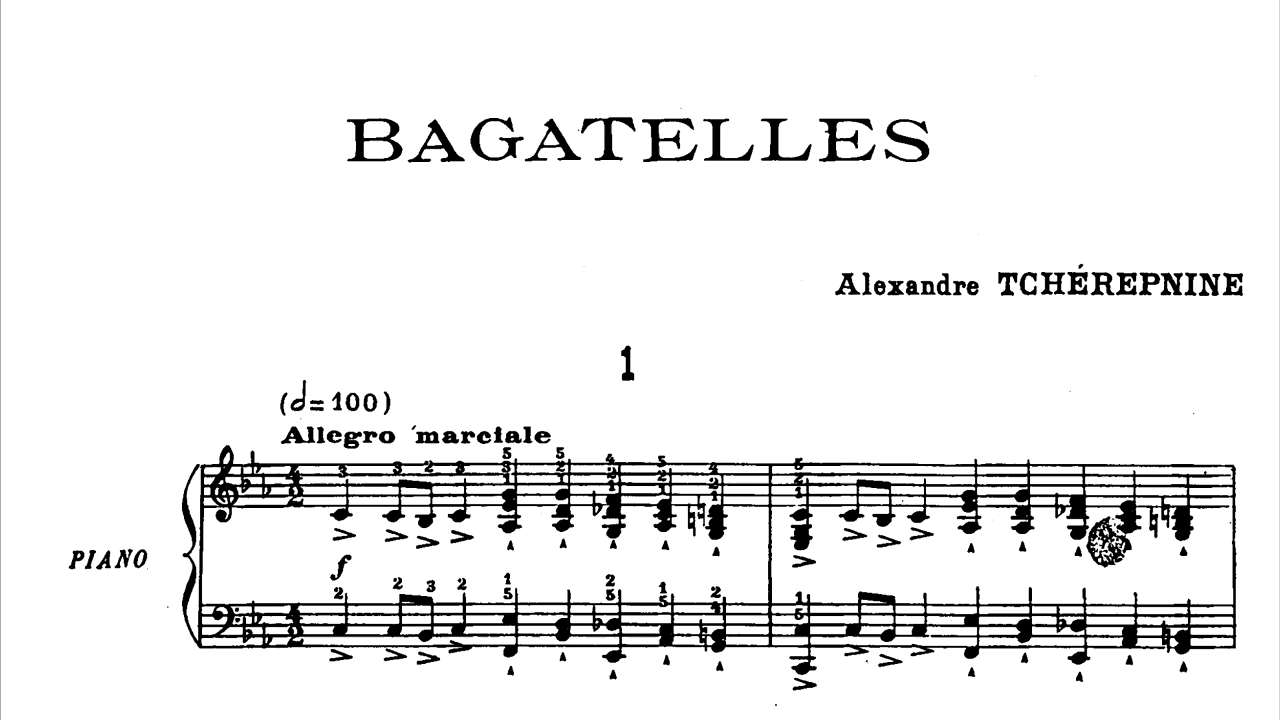 BAGATELLES
Alexandre TCHÉREPNINE
1
(𝅗𝅥=100)
Allegro marciale
PIANO
f